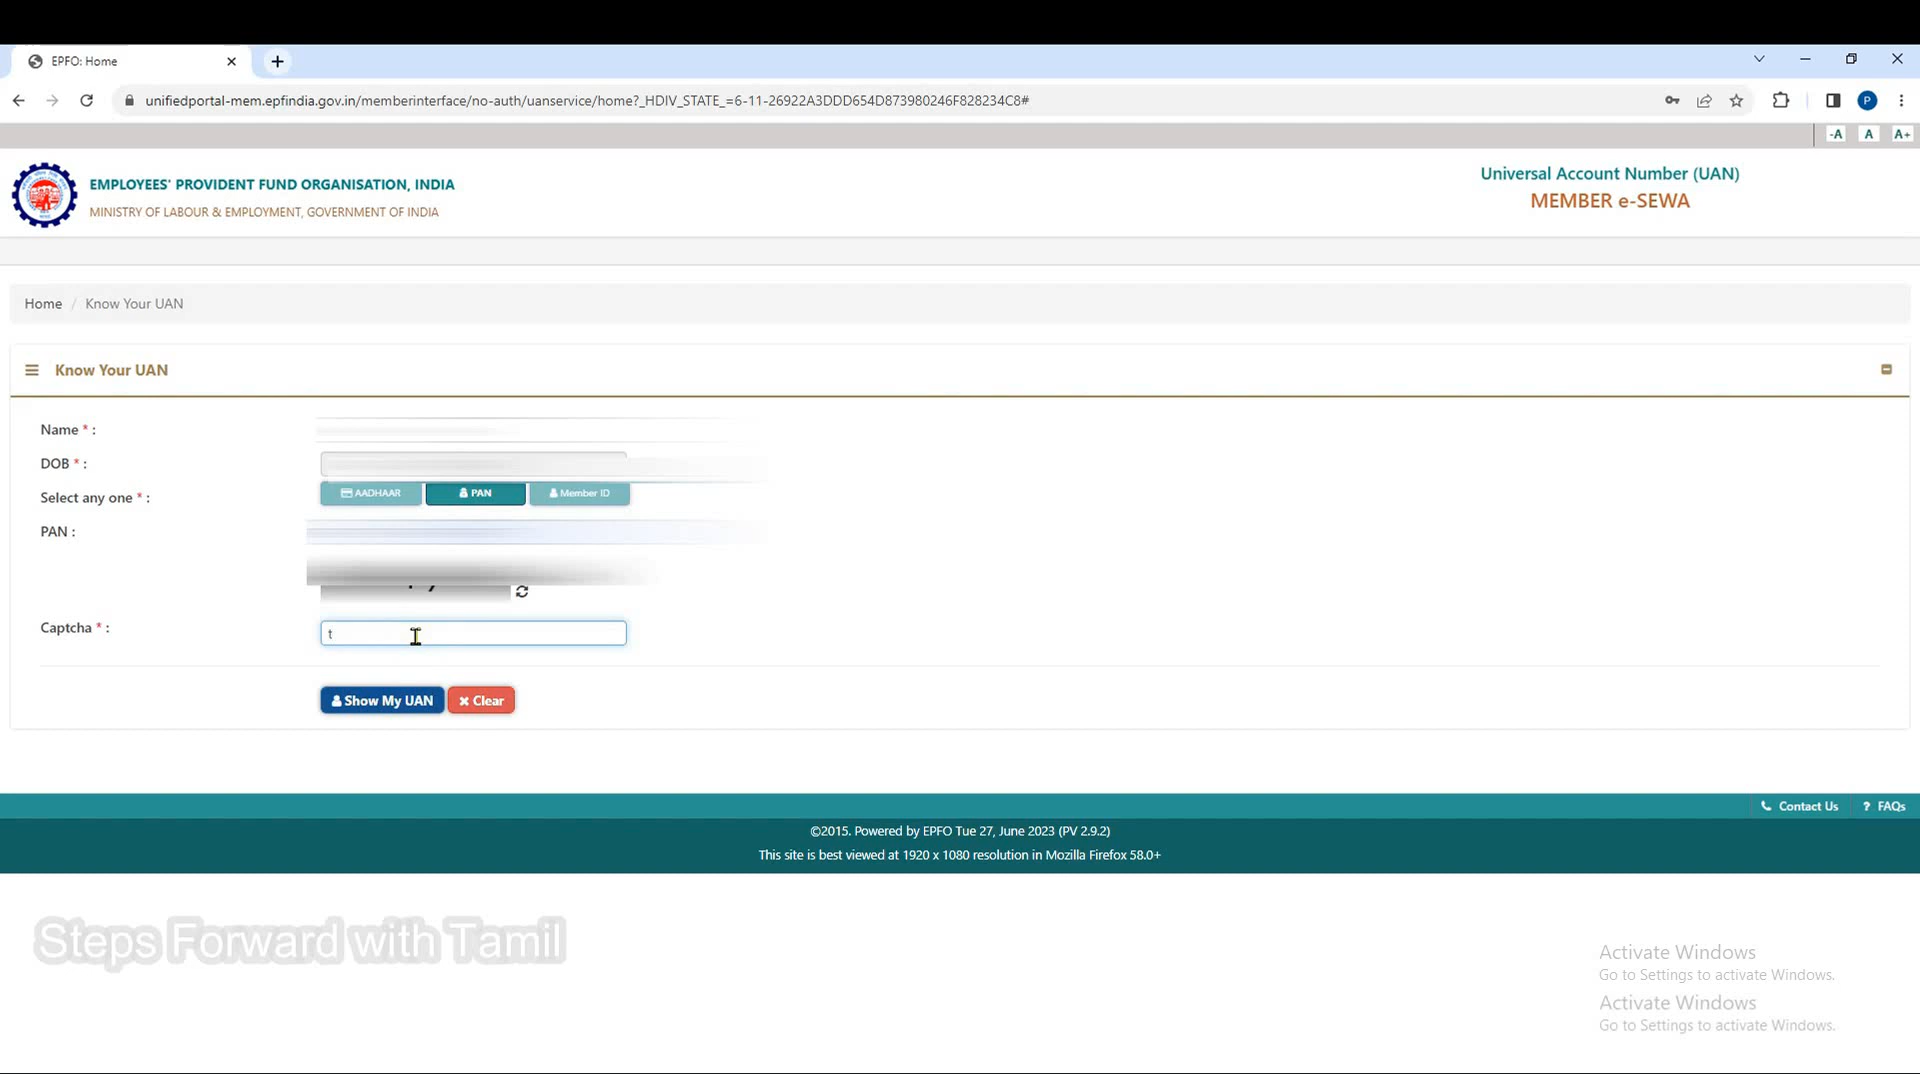 EPFO: Home
unifiedportal-mem.epfindia.gov.in/memberinterface/no-auth/uanservice/home?_HDIV_STATE_=6-11-26922A3DDD654D873980246F828234C8#
P
-A A A+
EMPLOYEES' PROVIDENT FUND ORGANISATION, INDIA
MINISTRY OF LABOUR & EMPLOYMENT, GOVERNMENT OF INDIA
Universal Account Number (UAN)
MEMBER e-SEWA
Home / Know Your UAN
Know Your UAN
Name * :
DOB * :
Select any one * :
AADHAAR PAN Member ID
PAN :
Captcha * :
t
Show My UAN Clear
Contact Us ? FAQs
©2015. Powered by EPFO Tue 27, June 2023 (PV 2.9.2)
This site is best viewed at 1920 x 1080 resolution in Mozilla Firefox 58.0+
Steps Forward with Tamil
Activate Windows
Go to Settings to activate Windows.
Activate Windows
Go to Settings to activate Windows.